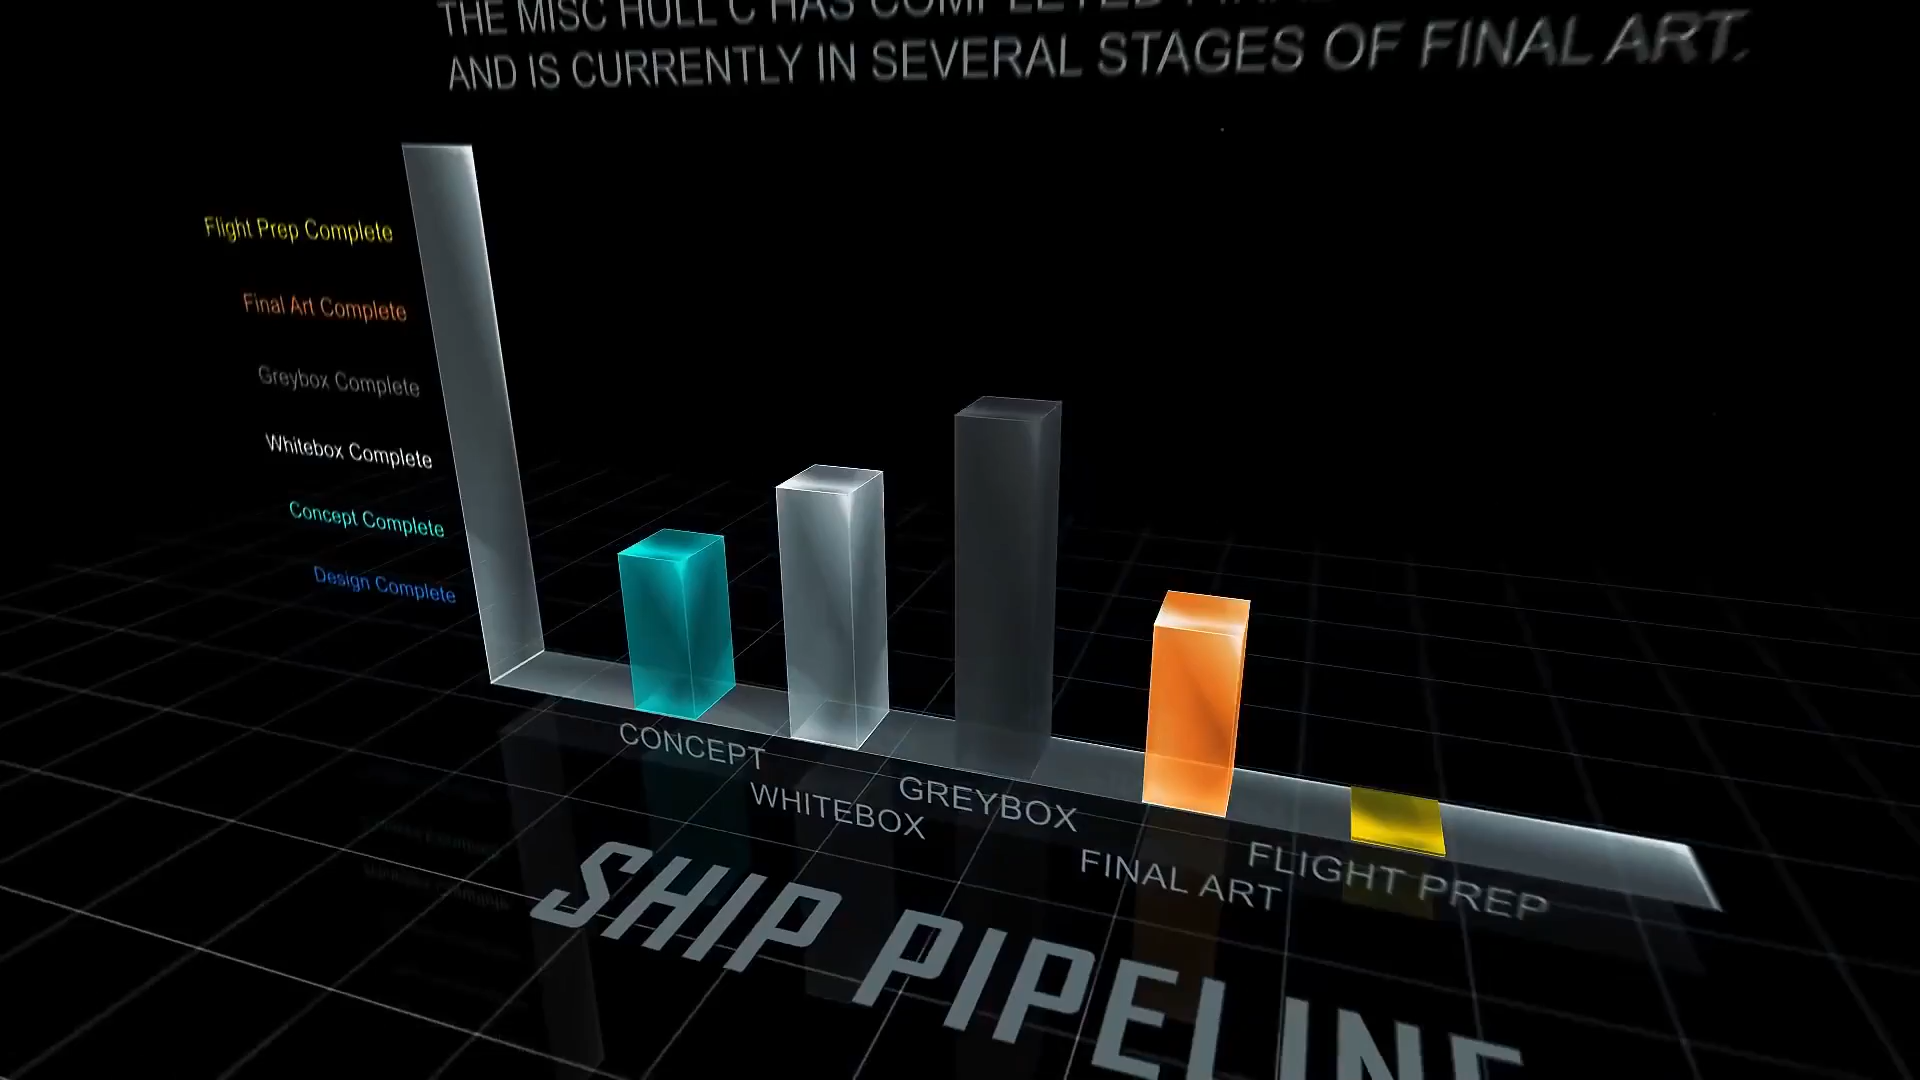 THE MISC HULL C HAS COMPLETED
AND IS CURRENTLY IN SEVERAL STAGES OF FINAL ART.
Flight Prep Complete
Final Art Complete
Greybox Complete
Whitebox Complete
Concept Complete
Design Complete
CONCEPT
WHITEBOX
GREYBOX
FINAL ART
FLIGHT PREP
SHIP PIPELINE